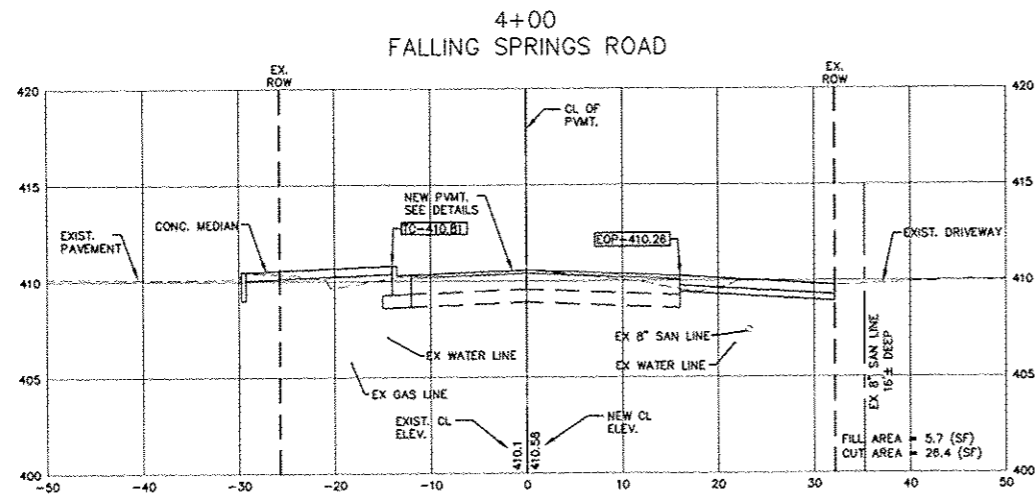 4+00
FALLING SPRINGS ROAD
EX.
ROW
EX.
ROW
420
420
CL OF
PVMT.
415
415
NEW PVMT.
SEE DETAILS
CONC. MEDIAN
TC-410.81
EXIST.
PAVEMENT
EOP-410.26
EXIST. DRIVEWAY
410
410
EX 8" SAN LINE
EX WATER LINE
EX WATER LINE
EX GAS LINE
405
405
EX 8" SAN LINE
16'± DEEP
EXIST. CL
ELEV.
NEW CL
ELEV.
410.1
410.58
FILL AREA = 5.7 (SF)
CUT AREA = 26.4 (SF)
400
400
-50
-40
-30
-20
-10
0
10
20
30
40
50